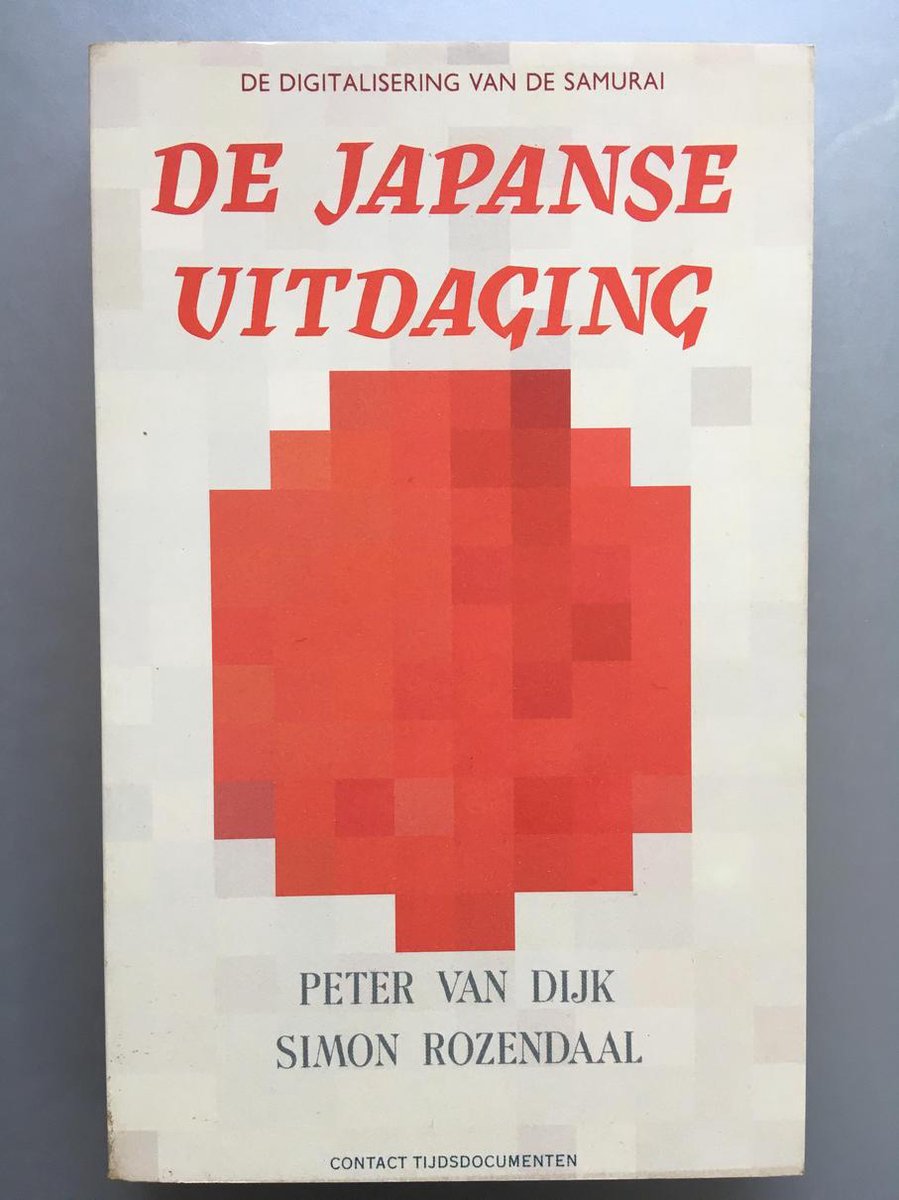 DE DIGITALISERING VAN DE SAMURAI
DE JAPANSE
UITDAGING
PETER VAN DIJK
SIMON ROZENDAAL
CONTACT TIJDSDOCUMENTEN